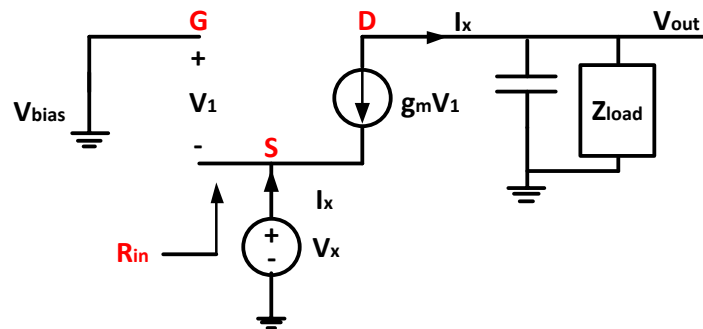 G
D
Ix
Vout
+
V1
-
Vbias
gmV1
Zload
S
Ix
Rin
+
-
Vx